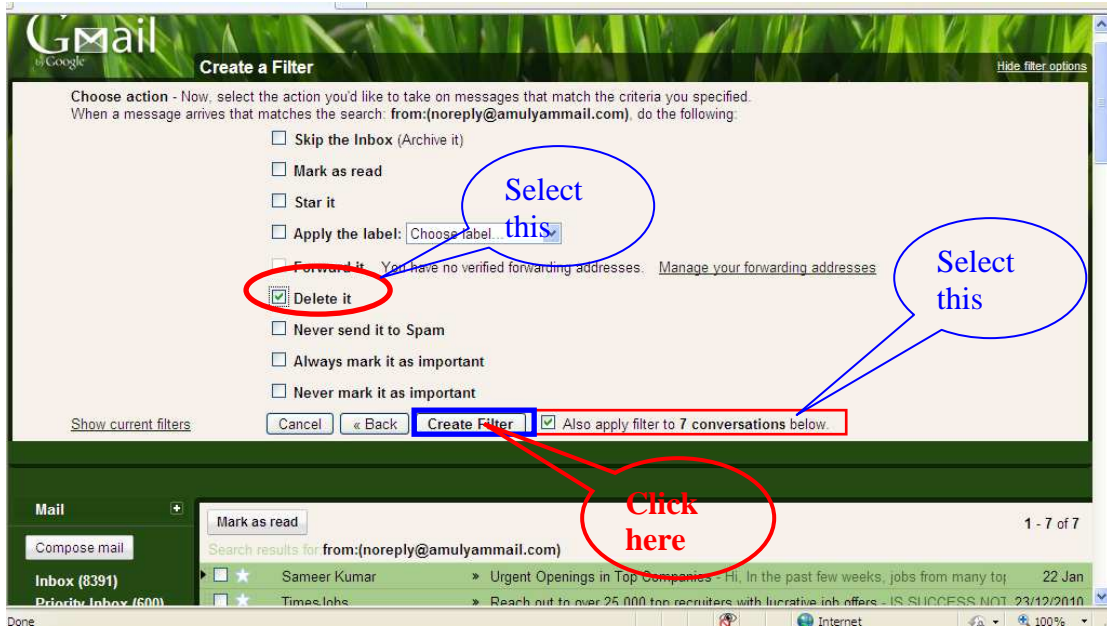 Gmail
by Google
Create a Filter
Hide filter options
Choose action - Now, select the action you'd like to take on messages that match the criteria you specified.
When a message arrives that matches the search: from:(noreply@amulyammail.com), do the following:
Skip the Inbox (Archive it)
Mark as read
Star it
Select
this
Apply the label: Choose label...
Forward it You have no verified forwarding addresses. Manage your forwarding addresses
Select
this
Delete it
Never send it to Spam
Always mark it as important
Never mark it as important
Show current filters
Cancel
« Back
Create Filter
Also apply filter to 7 conversations below.
Click
here
Mail
Mark as read
1 - 7 of 7
Compose mail
Search results for from:(noreply@amulyammail.com)
Inbox (8391)
Sameer Kumar » Urgent Openings in Top Companies - Hi, In the past few weeks, jobs from many top 22 Jan
Priority Inbox (600)
TimesJobs » Reach out to over 25,000 top recruiters with lucrative job offers - IS SUCCESS NOT 23/12/2010
Done
Internet
100%